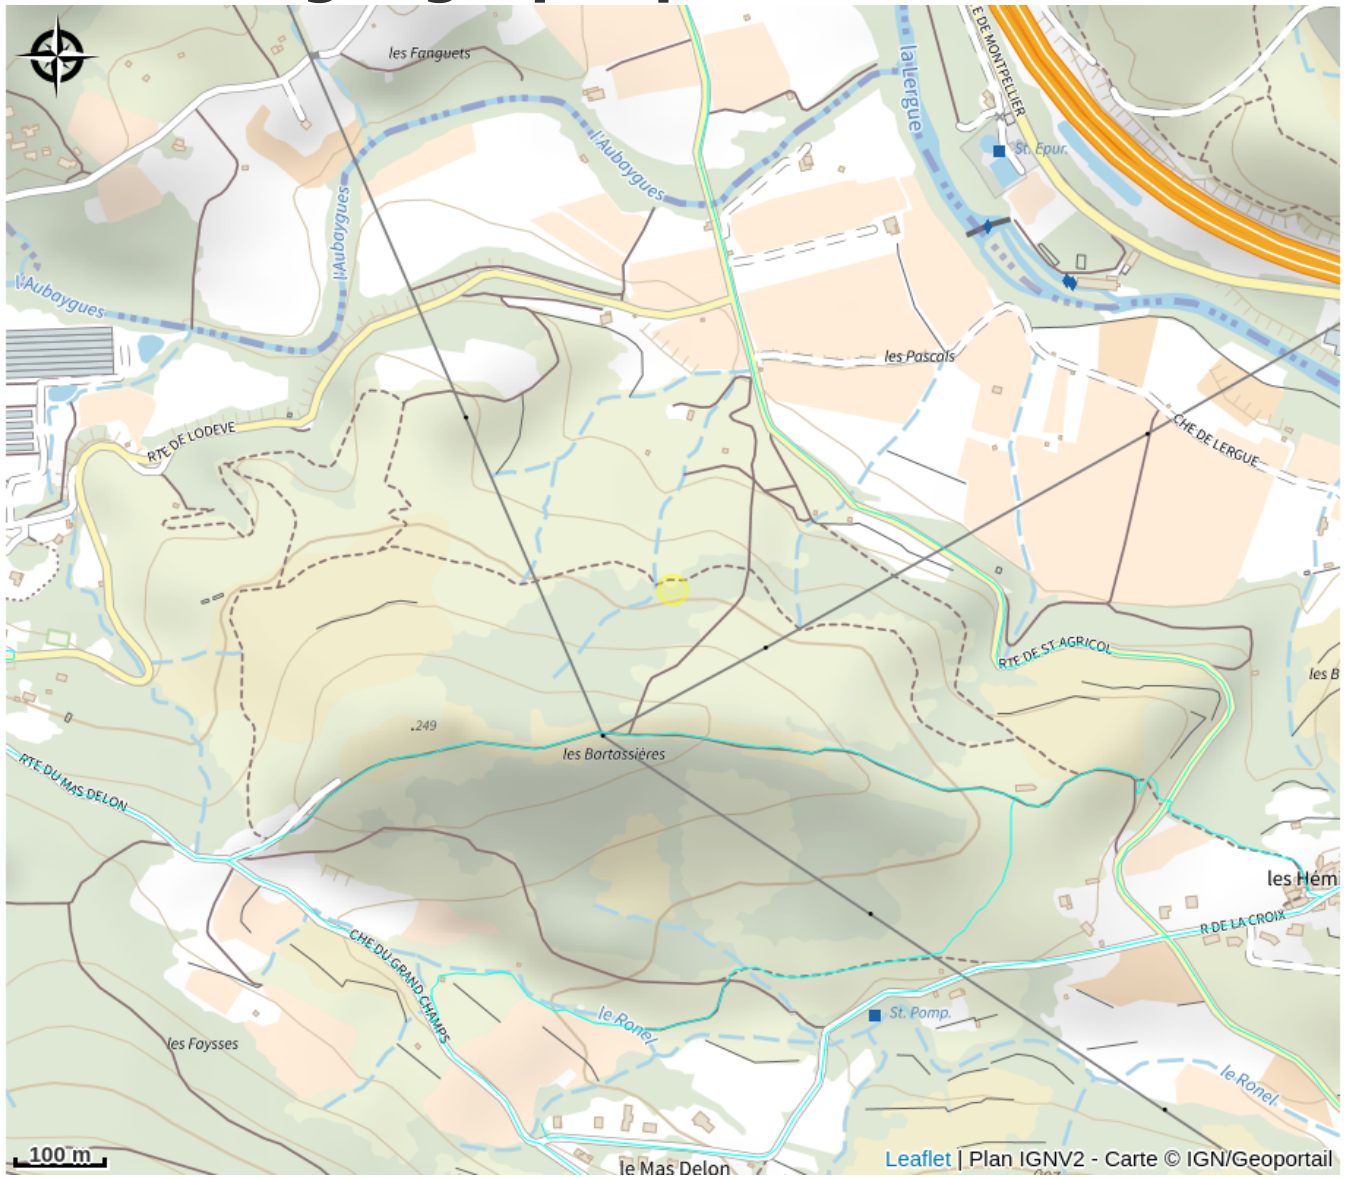 les Fanguets
la Lergue
E DE MONTPELLIER
St. Epur.
l'Aubaygues
l'Aubaygues
l'Aubaygues
les Pascals
RTE DE LODEVE
CHE DE LERGUE
RTE DE ST AGRICOL
les B
.249
les Bartassières
RTE DU MAS DELON
les Hémi
R DE LA CROIX
CHE DU GRAND CHAMPS
le Ronel
St. Pomp.
les Faysses
le Ronel
100 m
le Mas Delon
Leaflet | Plan IGNV2 - Carte © IGN/Geoportail